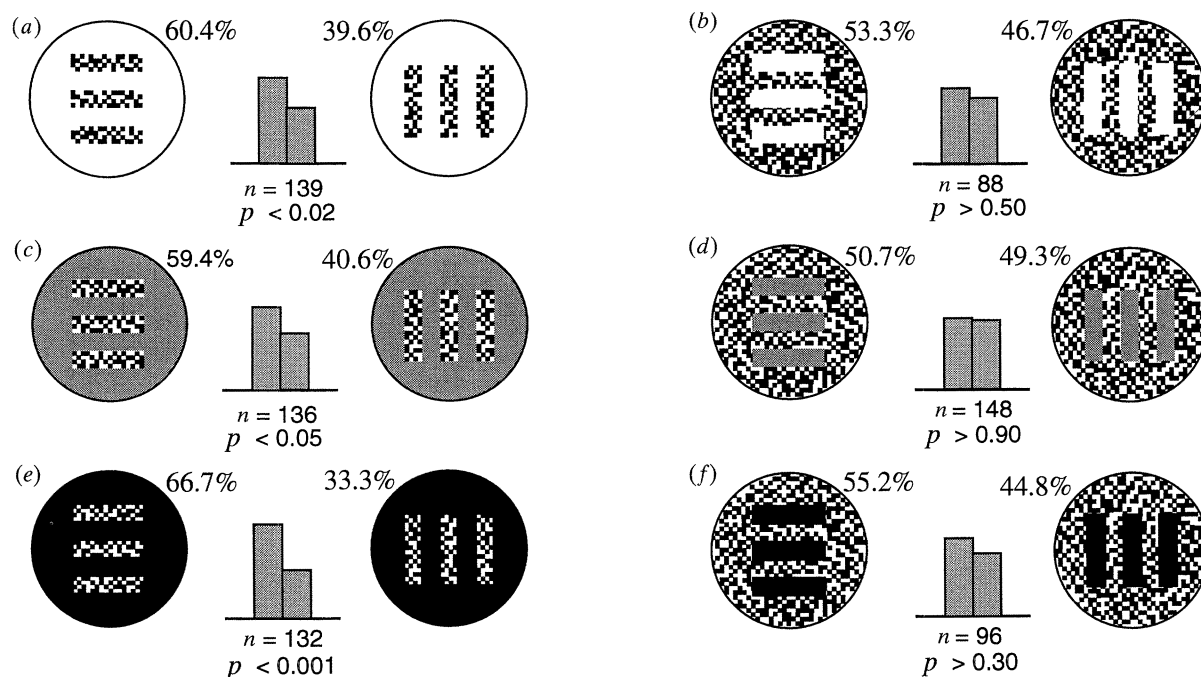 (a) 60.4% 39.6%
n = 139
p < 0.02
(b) 53.3% 46.7%
n = 88
p > 0.50
(c) 59.4% 40.6%
n = 136
p < 0.05
(d) 50.7% 49.3%
n = 148
p > 0.90
(e) 66.7% 33.3%
n = 132
p < 0.001
(f) 55.2% 44.8%
n = 96
p > 0.30